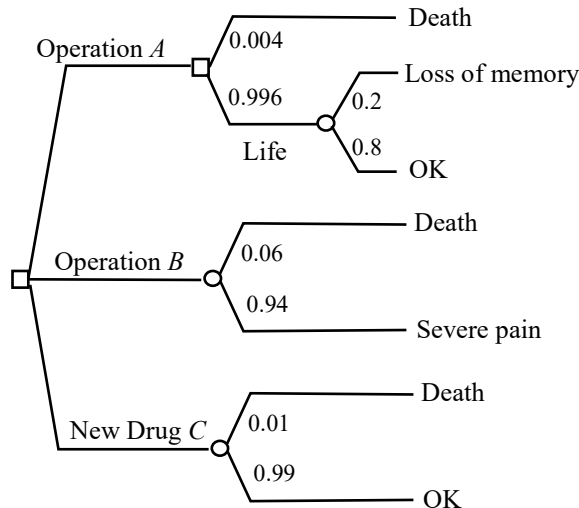 Death
Operation A
0.004
0.996
Loss of memory
0.2
Life
0.8
OK
Death
Operation B
0.06
0.94
Severe pain
Death
New Drug C
0.01
0.99
OK